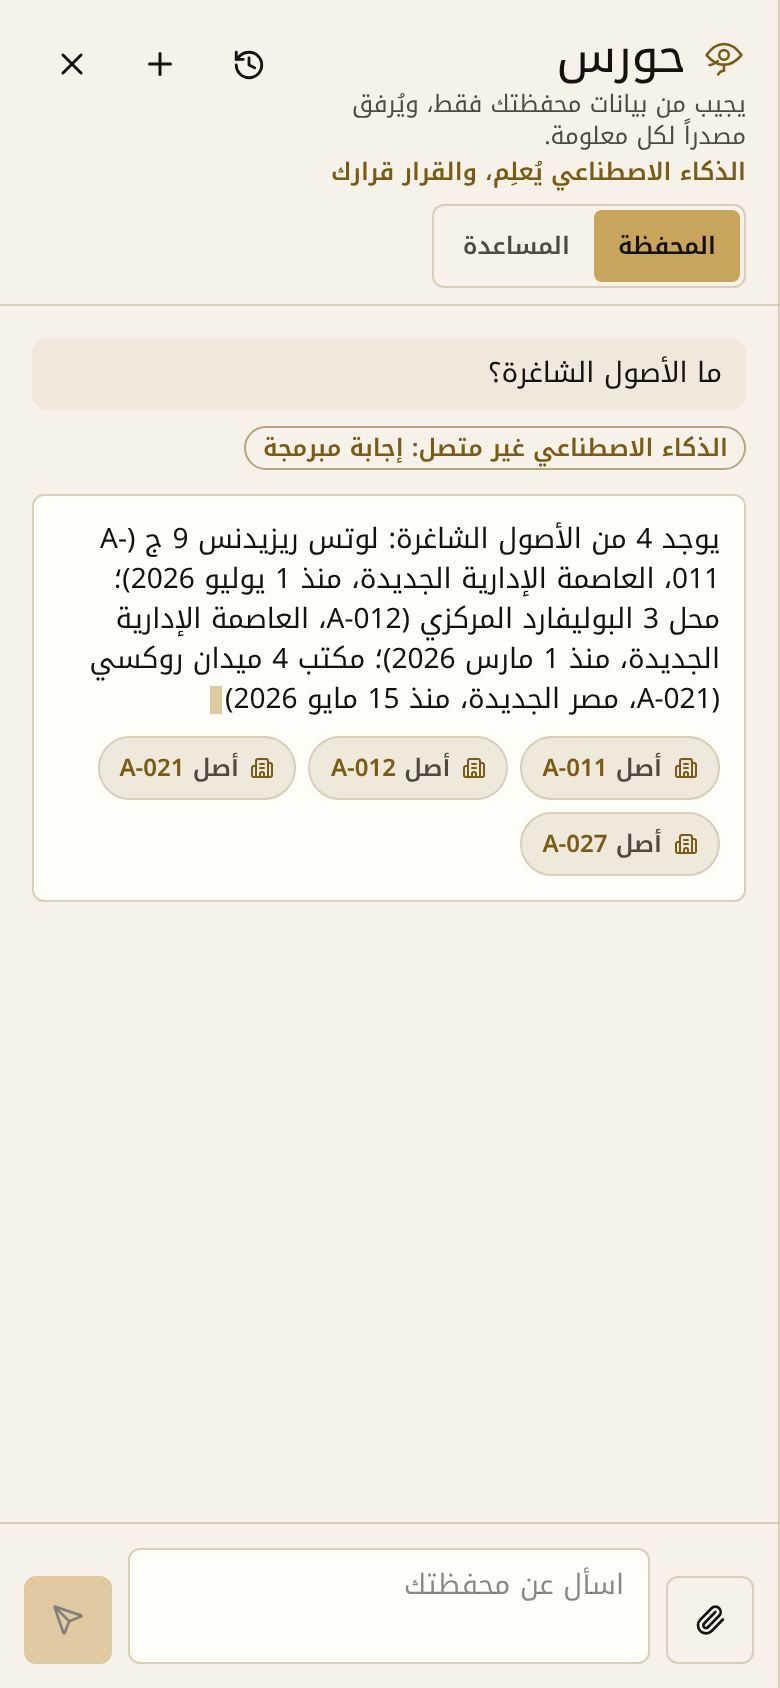 حورس
يجيب من بيانات محفظتك فقط، ويُرفق
مصدراً لكل معلومة.
الذكاء الاصطناعي يُعلِم، والقرار قرارك
المحفظة
المساعدة
ما الأصول الشاغرة؟
الذكاء الاصطناعي غير متصل: إجابة مبرمجة
يوجد 4 من الأصول الشاغرة: لوتس ريزيدنس 9 ج (A-
011، العاصمة الإدارية الجديدة، منذ 1 يوليو 2026)؛
محل 3 البوليفارد المركزي (A-012، العاصمة الإدارية
الجديدة، منذ 1 مارس 2026)؛ مكتب 4 ميدان روكسي
(A-021، مصر الجديدة، منذ 15 مايو 2026)
أصل A-011
أصل A-012
أصل A-021
أصل A-027
اسأل عن محفظتك